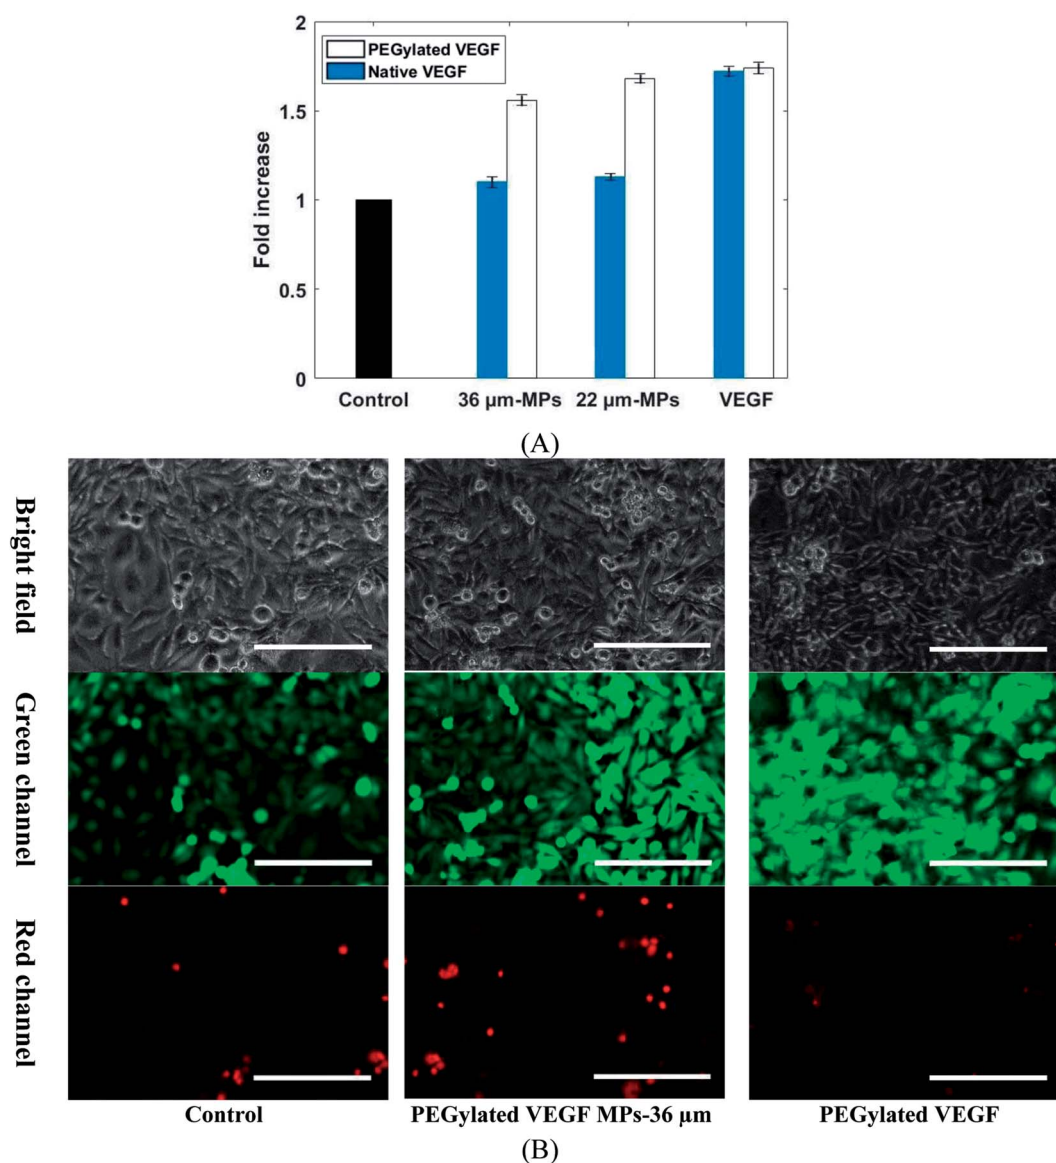 2
PEGylated VEGF
Native VEGF
1.5
1
0.5
0
Fold increase
Control
36 µm-MPs
22 µm-MPs
VEGF
(A)
Bright field
Green channel
Red channel
Control
PEGylated VEGF MPs-36 µm
PEGylated VEGF
(B)